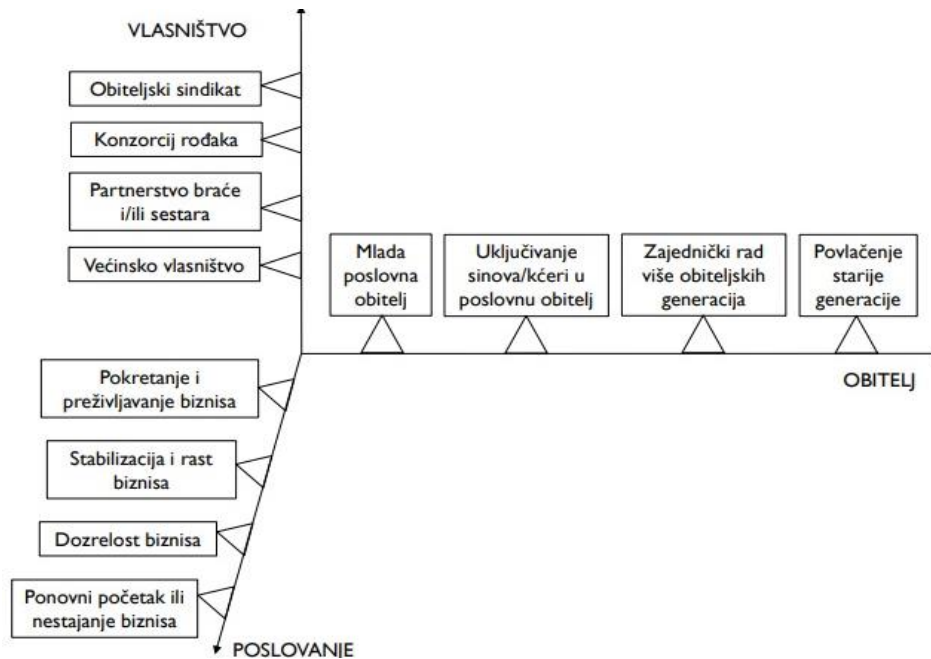 VLASNIŠTVO
Obiteljski sindikat
Konzorcij rođaka
Partnerstvo braće
i/ili sestara
Većinsko vlasništvo
Mlada
poslovna
obitelj
Uključivanje
sinova/kćeri u
poslovnu obitelj
Zajednički rad
više obiteljskih
generacija
Povlačenje
starije
generacije
OBITELJ
Pokretanje i
preživljavanje biznisa
Stabilizacija i rast
biznisa
Dozrelost biznisa
Ponovni početak ili
nestajanje biznisa
POSLOVANJE